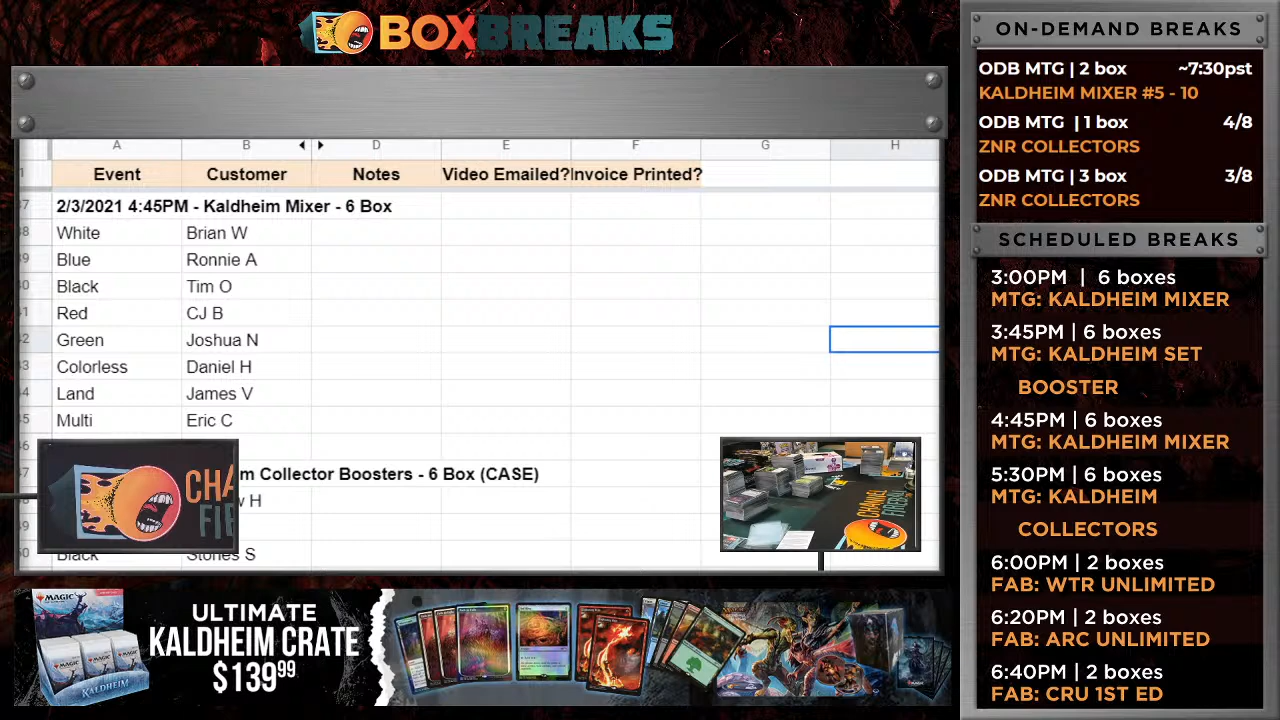 BOXBREAKS
A B D E F G H
Event Customer Notes Video Emailed? Invoice Printed?
2/3/2021 4:45PM - Kaldheim Mixer - 6 Box
White Brian W
Blue Ronnie A
Black Tim O
Red CJ B
Green Joshua N
Colorless Daniel H
Land James V
Multi Eric C
m Collector Boosters - 6 Box (CASE)
w H
Black Stones S
CHA
FIR
CHANNEL
FIREBALL
MAGIC
KALDHEIM
ULTIMATE
KALDHEIM CRATE
$139.99
ON-DEMAND BREAKS
ODB MTG | 2 box ~7:30pst
KALDHEIM MIXER #5 - 10
ODB MTG | 1 box 4/8
ZNR COLLECTORS
ODB MTG | 3 box 3/8
ZNR COLLECTORS
SCHEDULED BREAKS
3:00PM | 6 boxes
MTG: KALDHEIM MIXER
3:45PM | 6 boxes
MTG: KALDHEIM SET
BOOSTER
4:45PM | 6 boxes
MTG: KALDHEIM MIXER
5:30PM | 6 boxes
MTG: KALDHEIM
COLLECTORS
6:00PM | 2 boxes
FAB: WTR UNLIMITED
6:20PM | 2 boxes
FAB: ARC UNLIMITED
6:40PM | 2 boxes
FAB: CRU 1ST ED